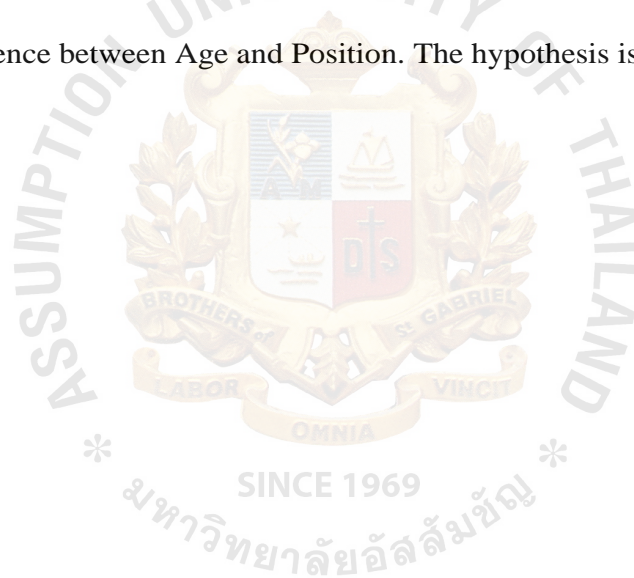 ence between Age and Position. The hypothesis is
ASSUMPTION UNIVERSITY OF THAILAND
A M
D S
BROTHERS of St GABRIEL
LABOR OMNIA VINCIT
SINCE 1969
มหาวิทยาลัยอัสสัมชัญ